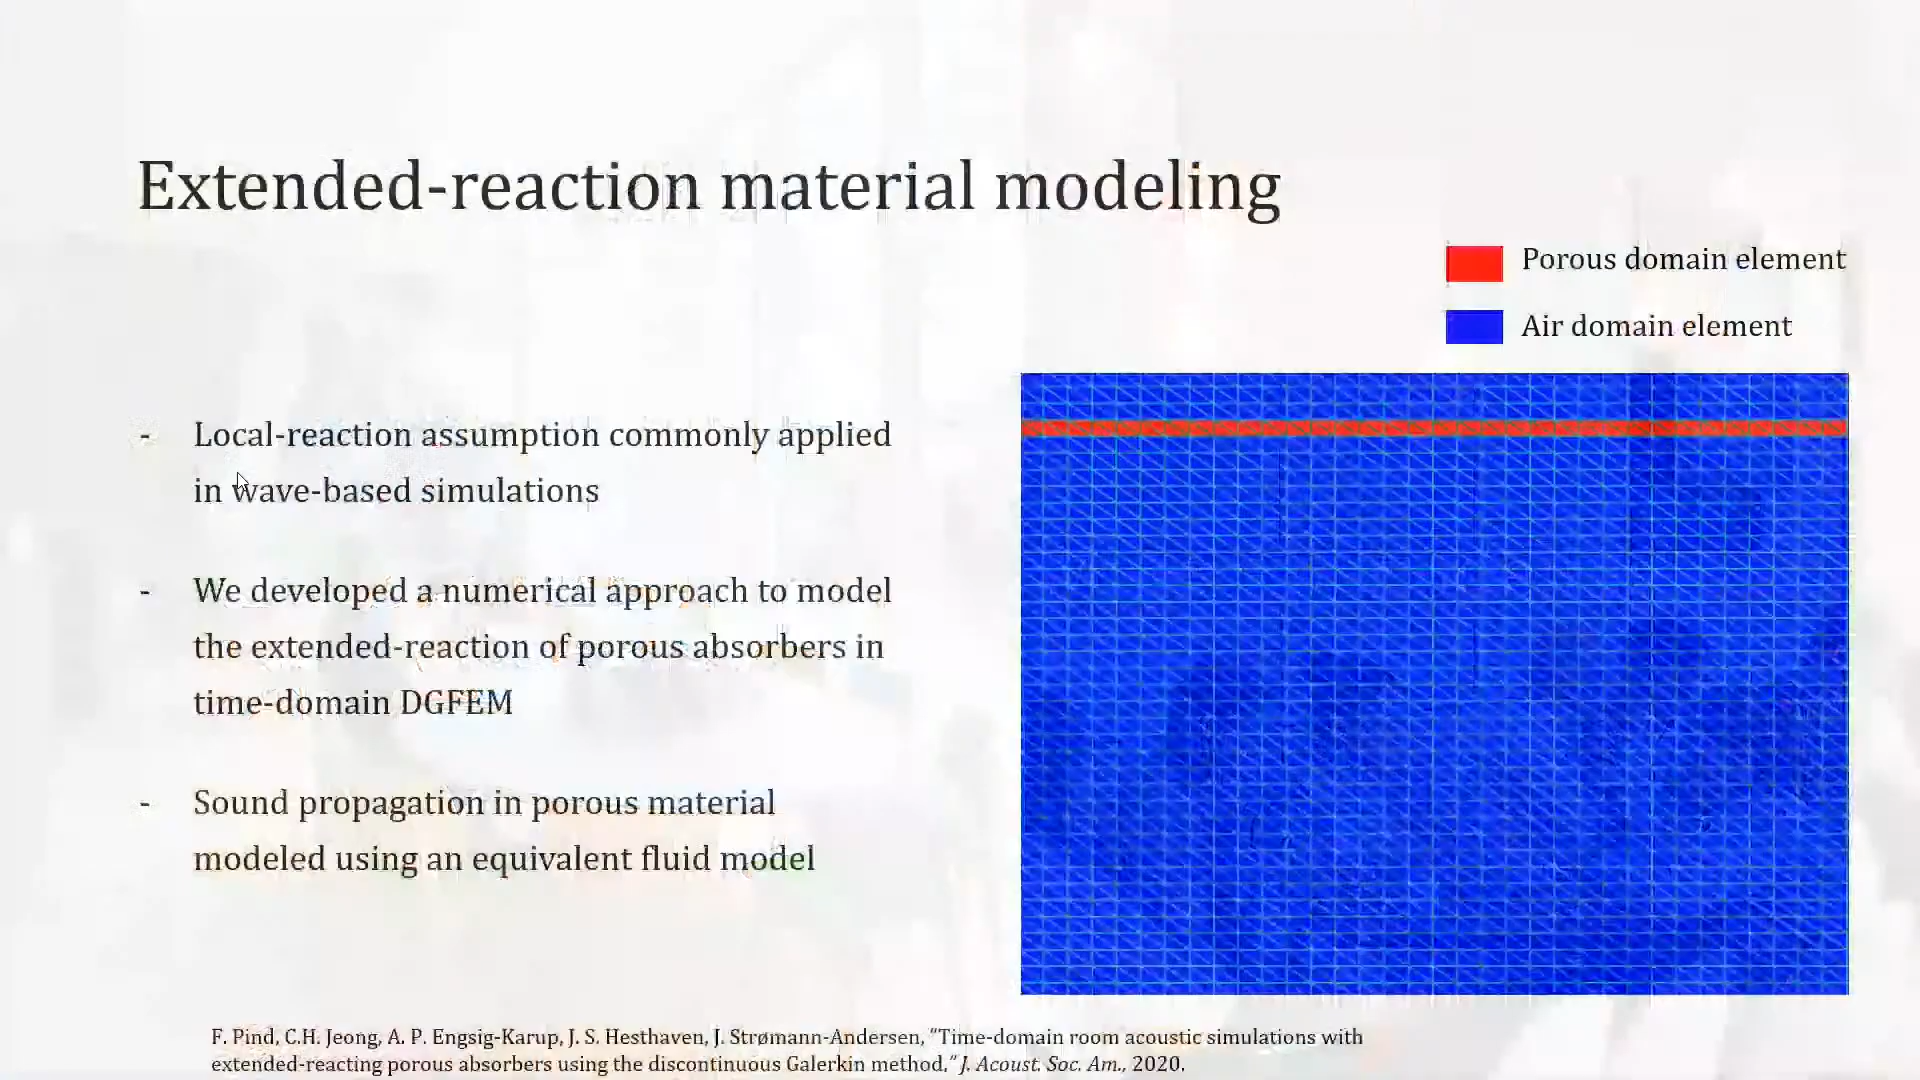 Extended-reaction material modeling
Porous domain element
Air domain element
- Local-reaction assumption commonly applied
in wave-based simulations
- We developed a numerical approach to model
the extended-reaction of porous absorbers in
time-domain DGFEM
- Sound propagation in porous material
modeled using an equivalent fluid model
F. Pind, C.H. Jeong, A. P. Engsig-Karup, J. S. Hesthaven, J. Strømann-Andersen, “Time-domain room acoustic simulations with
extended-reacting porous absorbers using the discontinuous Galerkin method,” J. Acoust. Soc. Am., 2020.